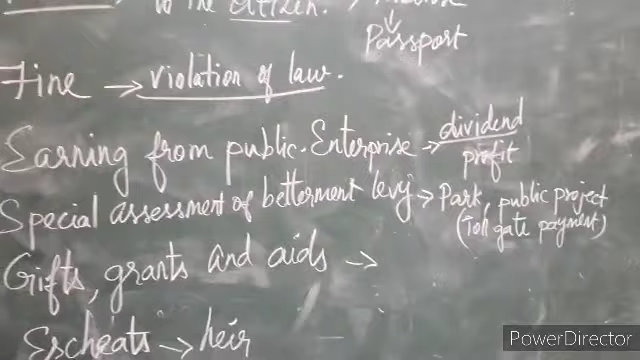 to the citizen.
Passport
Fine → violation of law.
Earning from public. Enterprise → dividend
profit
Special assessment of betterment levy → Park, public project
(Toll gate payment)
Gifts, grants and aids →
Escheats → heir
PowerDirector